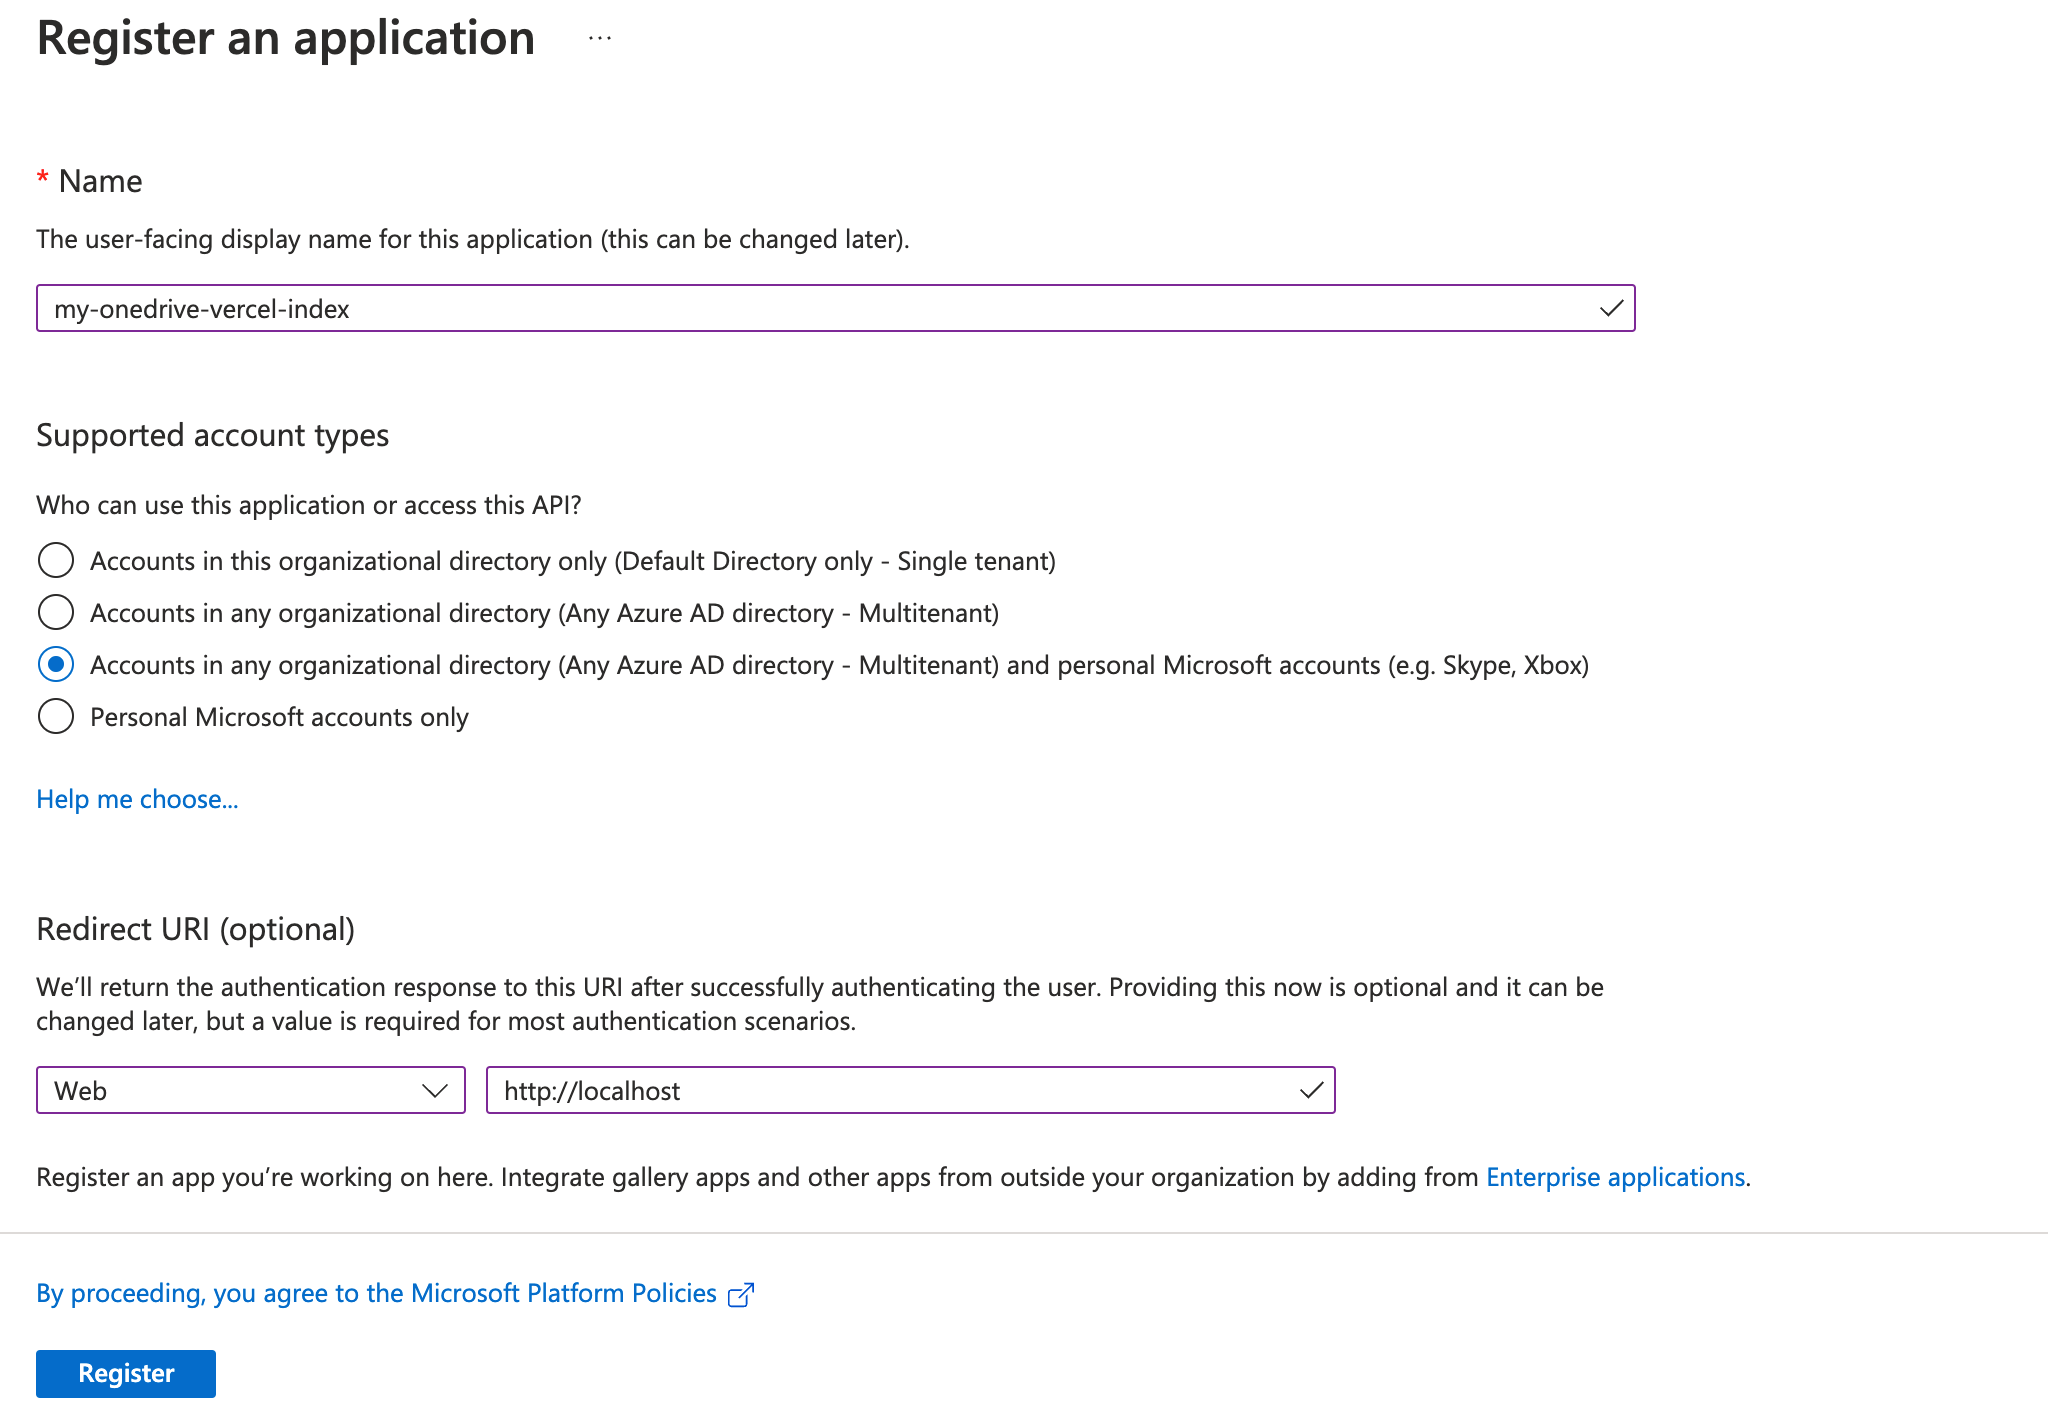 Register an application ...
* Name
The user-facing display name for this application (this can be changed later).
my-onedrive-vercel-index
Supported account types
Who can use this application or access this API?
Accounts in this organizational directory only (Default Directory only - Single tenant)
Accounts in any organizational directory (Any Azure AD directory - Multitenant)
Accounts in any organizational directory (Any Azure AD directory - Multitenant) and personal Microsoft accounts (e.g. Skype, Xbox)
Personal Microsoft accounts only
Help me choose...
Redirect URI (optional)
We’ll return the authentication response to this URI after successfully authenticating the user. Providing this now is optional and it can be
changed later, but a value is required for most authentication scenarios.
Web http://localhost
Register an app you’re working on here. Integrate gallery apps and other apps from outside your organization by adding from Enterprise applications.
By proceeding, you agree to the Microsoft Platform Policies
Register